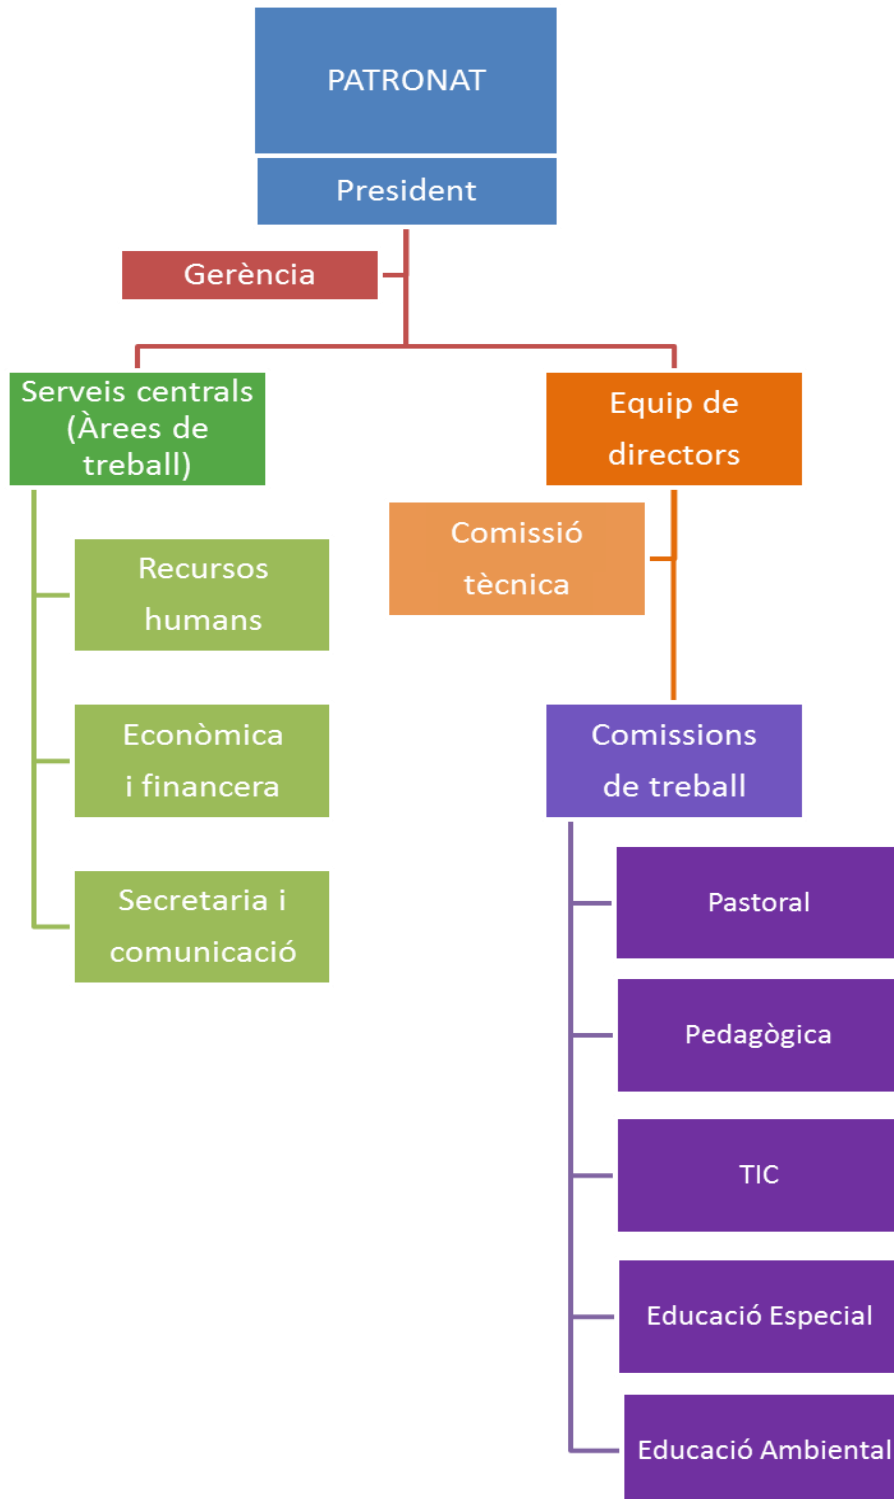 PATRONAT
President
Gerència
Serveis centrals
(Àrees de
treball)
Equip de
directors
Comissió
tècnica
Recursos
humans
Econòmica
i financera
Secretaria i
comunicació
Comissions
de treball
Pastoral
Pedagògica
TIC
Educació Especial
Educació Ambiental